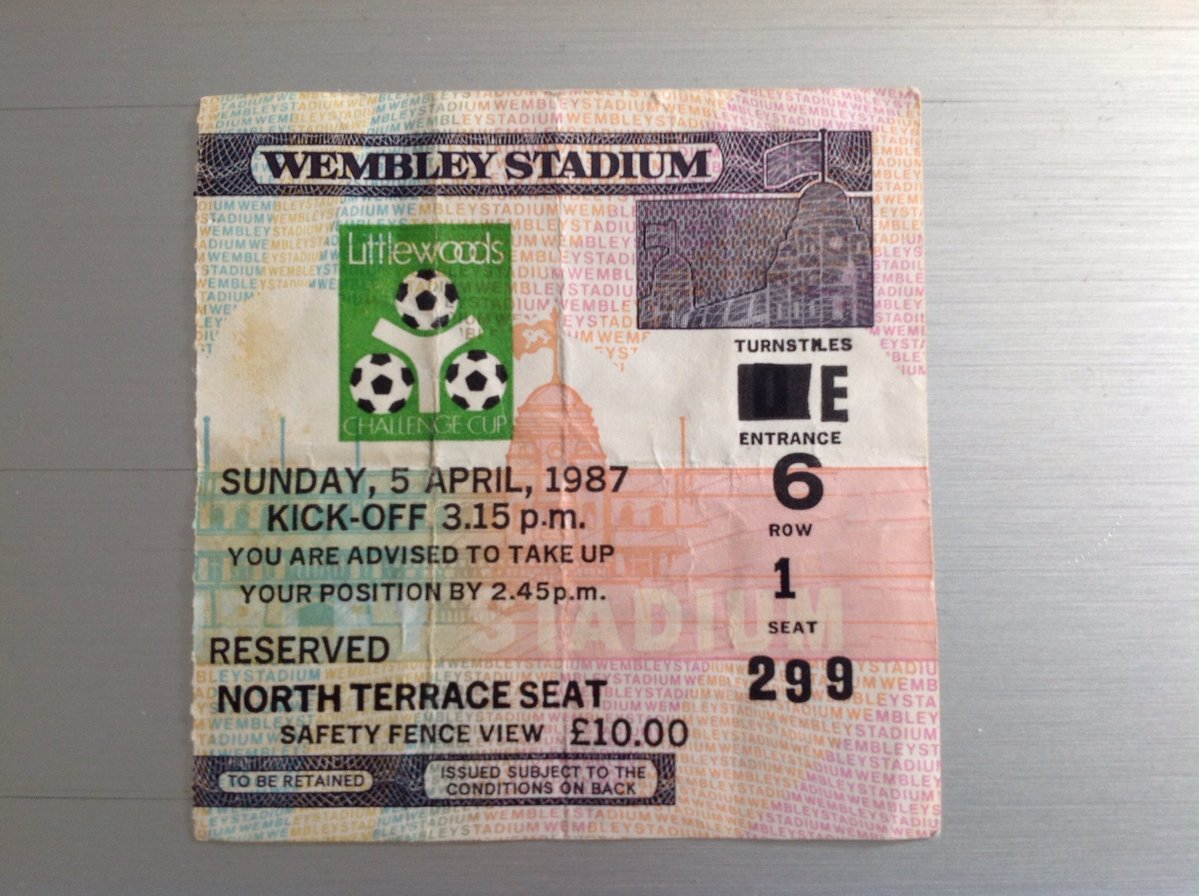 WEMBLEY STADIUM
Littlewoods
CHALLENGE CUP
SUNDAY, 5 APRIL, 1987
KICK-OFF 3.15 p.m.
YOU ARE ADVISED TO TAKE UP
YOUR POSITION BY 2.45p.m.
RESERVED
NORTH TERRACE SEAT
SAFETY FENCE VIEW £10.00
TO BE RETAINED
ISSUED SUBJECT TO THE
CONDITIONS ON BACK
TURNSTILES
E
ENTRANCE
6
ROW
1
SEAT
299
STADIUM